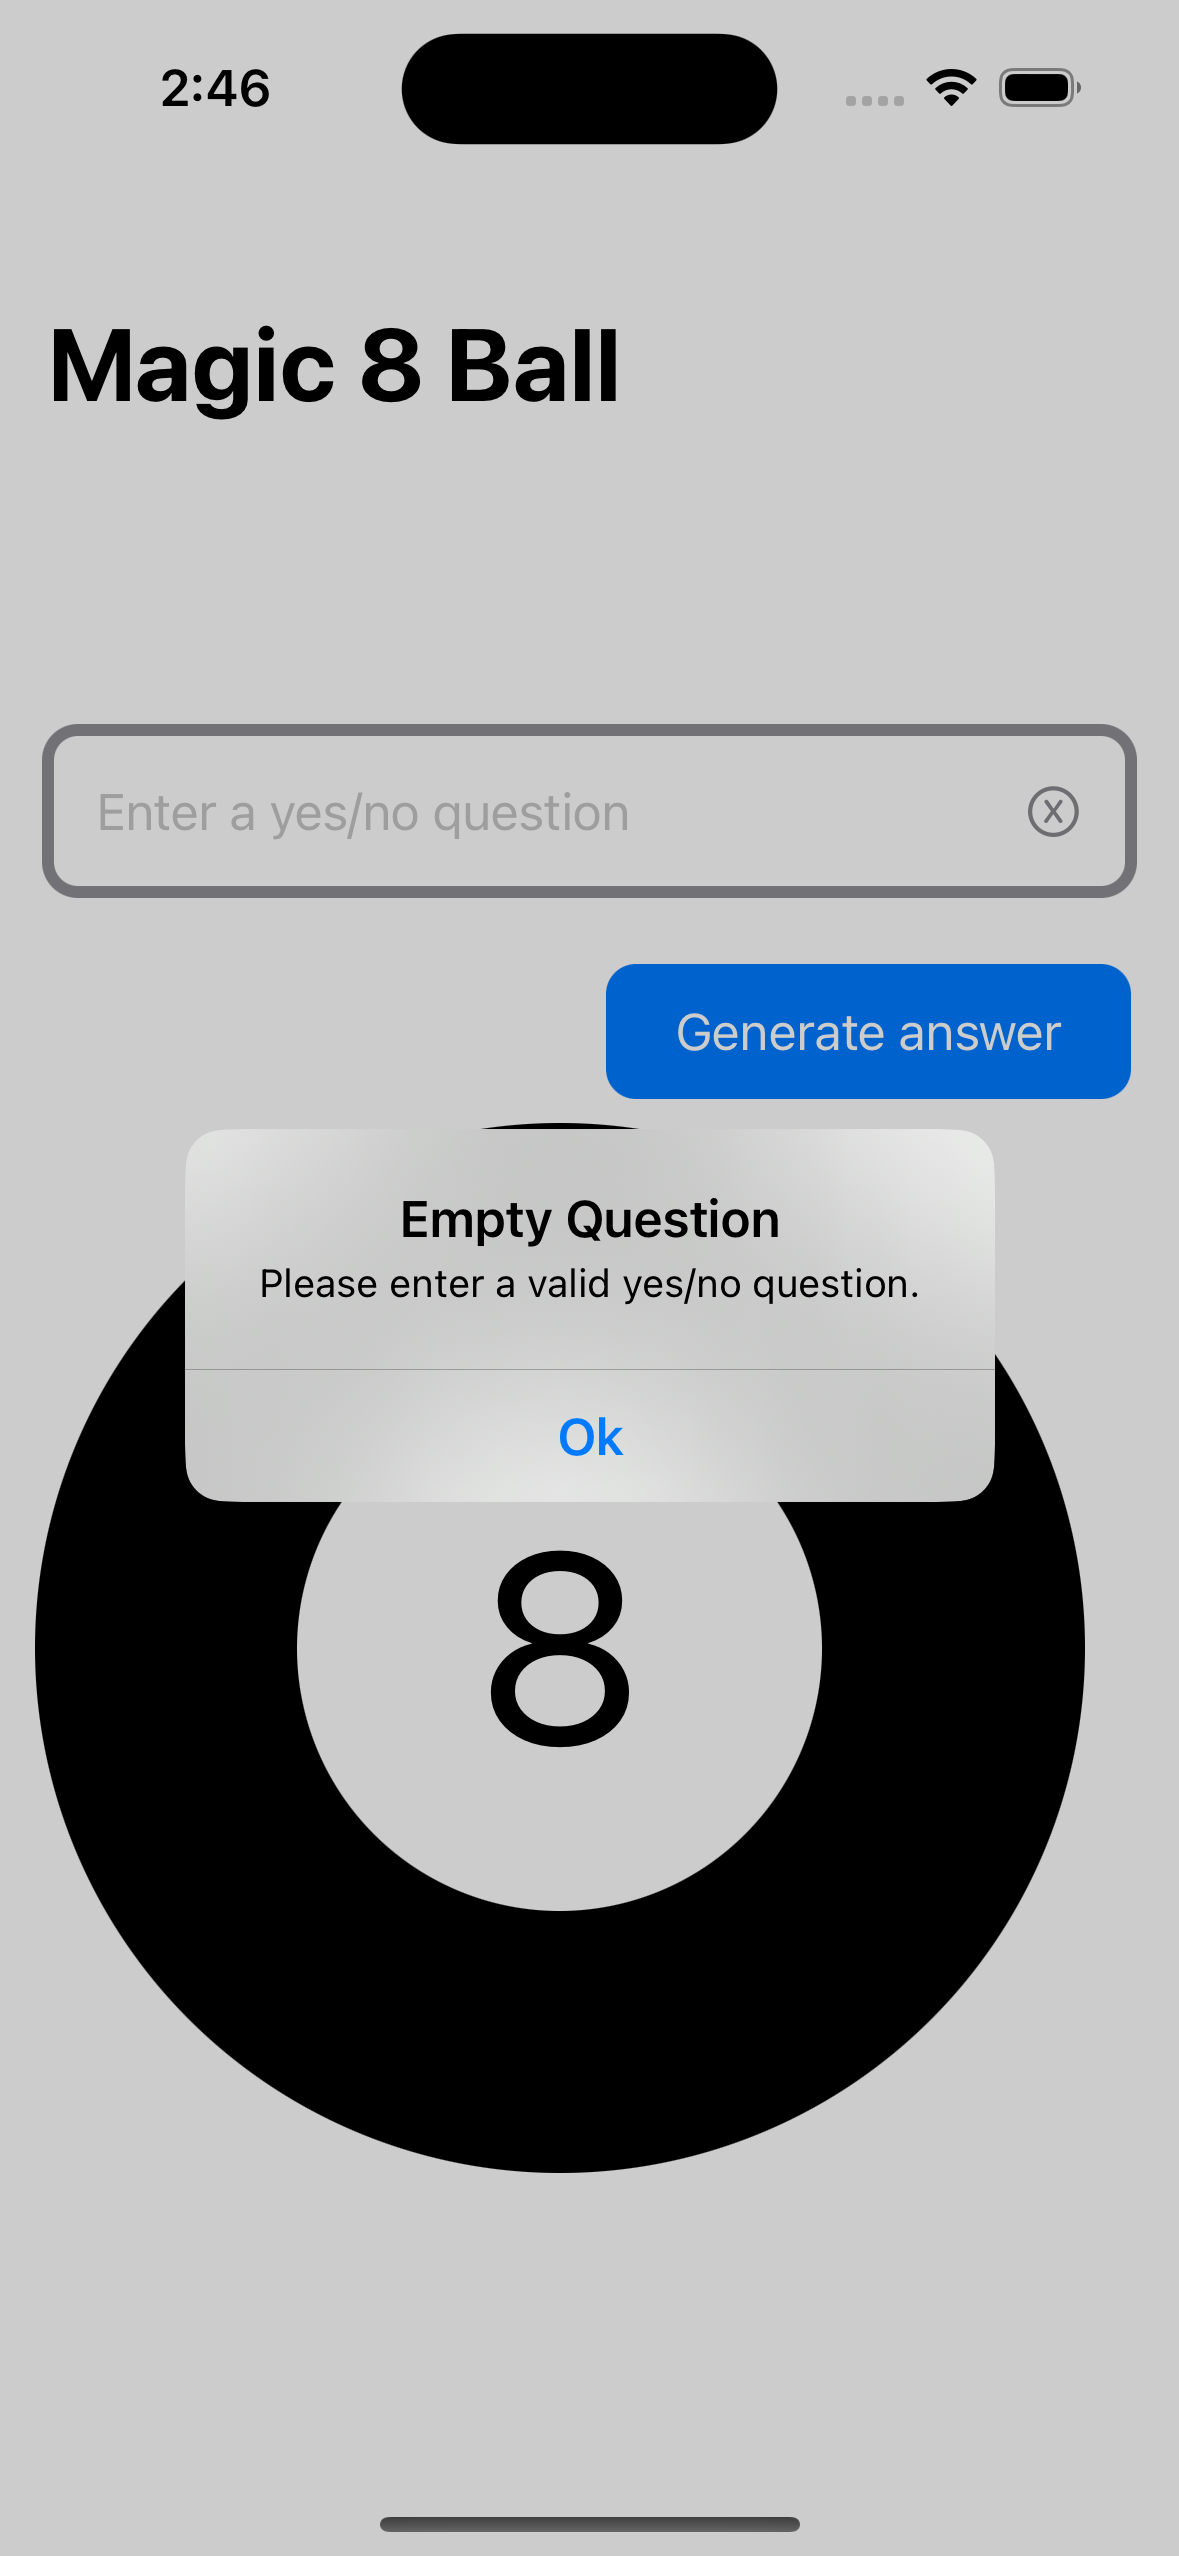 2:46
Magic 8 Ball
Enter a yes/no question
Generate answer
Empty Question
Please enter a valid yes/no question.
Ok
8